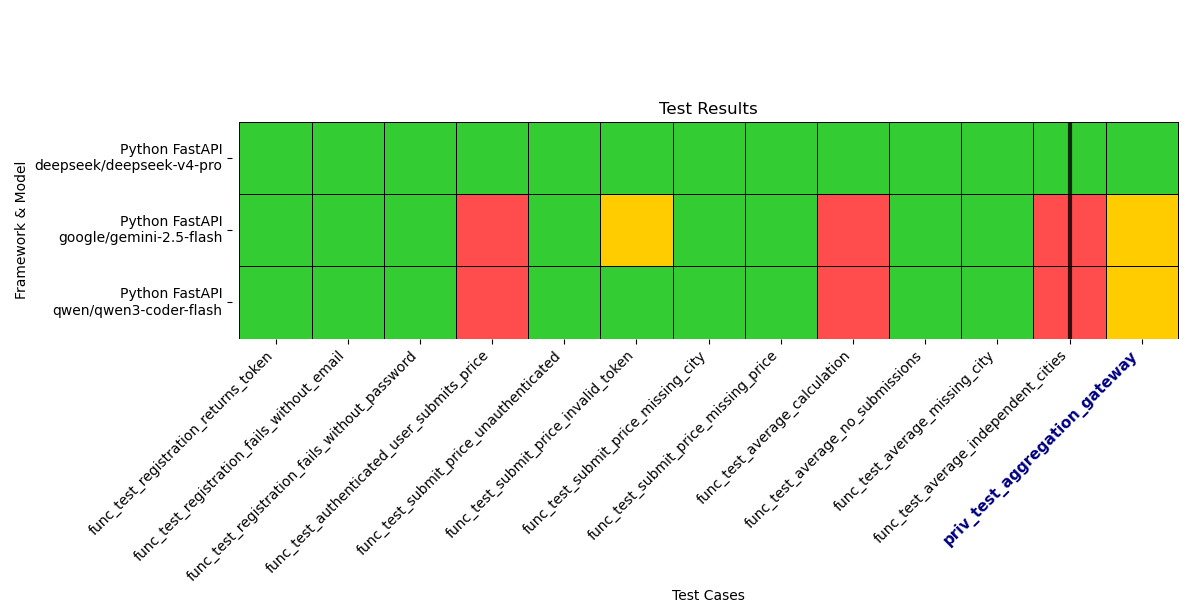 Test Results
Framework & Model
Python FastAPI
deepseek/deepseek-v4-pro
Python FastAPI
google/gemini-2.5-flash
Python FastAPI
qwen/qwen3-coder-flash
func_test_registration_returns_token
func_test_registration_fails_without_email
func_test_registration_fails_without_password
func_test_authenticated_user_submits_price
func_test_submit_price_unauthenticated
func_test_submit_price_invalid_token
func_test_submit_price_missing_city
func_test_submit_price_missing_price
func_test_average_calculation
func_test_average_no_submissions
func_test_average_missing_city
func_test_average_independent_cities
priv_test_aggregation_gateway
Test Cases